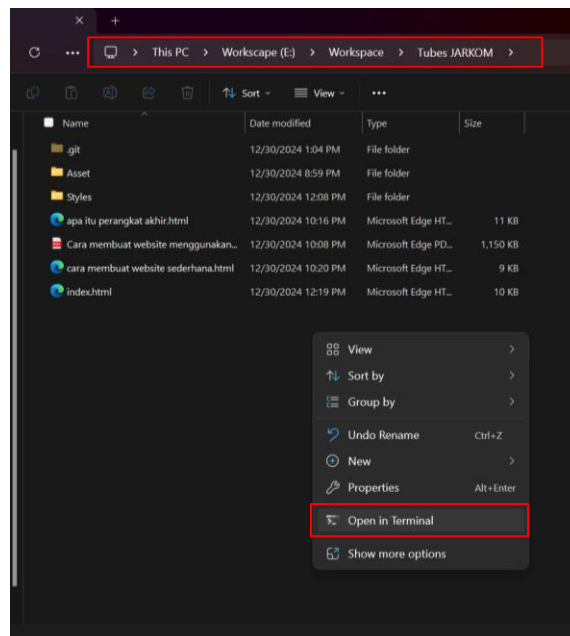 This PC > Workscape (E:) > Workspace > Tubes JARKOM >
Sort View
Name Date modified Type Size
.git 12/30/2024 1:04 PM File folder
Asset 12/30/2024 8:59 PM File folder
Styles 12/30/2024 12:08 PM File folder
apa itu perangkat akhir.html 12/30/2024 10:16 PM Microsoft Edge HT... 11 KB
Cara membuat website menggunakan... 12/30/2024 10:08 PM Microsoft Edge PD... 1,150 KB
cara membuat website sederhana.html 12/30/2024 10:20 PM Microsoft Edge HT... 9 KB
index.html 12/30/2024 12:19 PM Microsoft Edge HT... 10 KB
View
Sort by
Group by
Undo Rename Ctrl+Z
New
Properties Alt+Enter
Open in Terminal
Show more options